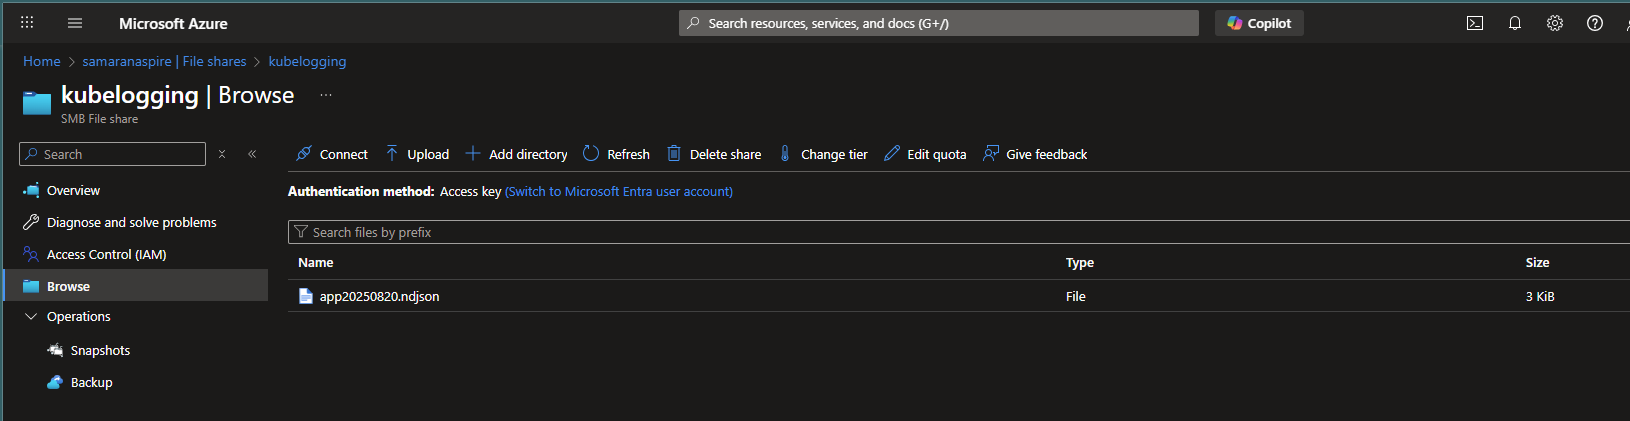 Microsoft Azure
Search resources, services, and docs (G+/)
Copilot
Home > samaranaspire | File shares > kubelogging
kubelogging | Browse ...
SMB File share
Search
Connect Upload Add directory Refresh Delete share Change tier Edit quota Give feedback
Overview
Diagnose and solve problems
Access Control (IAM)
Browse
Operations
Snapshots
Backup
Authentication method: Access key (Switch to Microsoft Entra user account)
Search files by prefix
Name Type Size
app20250820.ndjson File 3 KiB